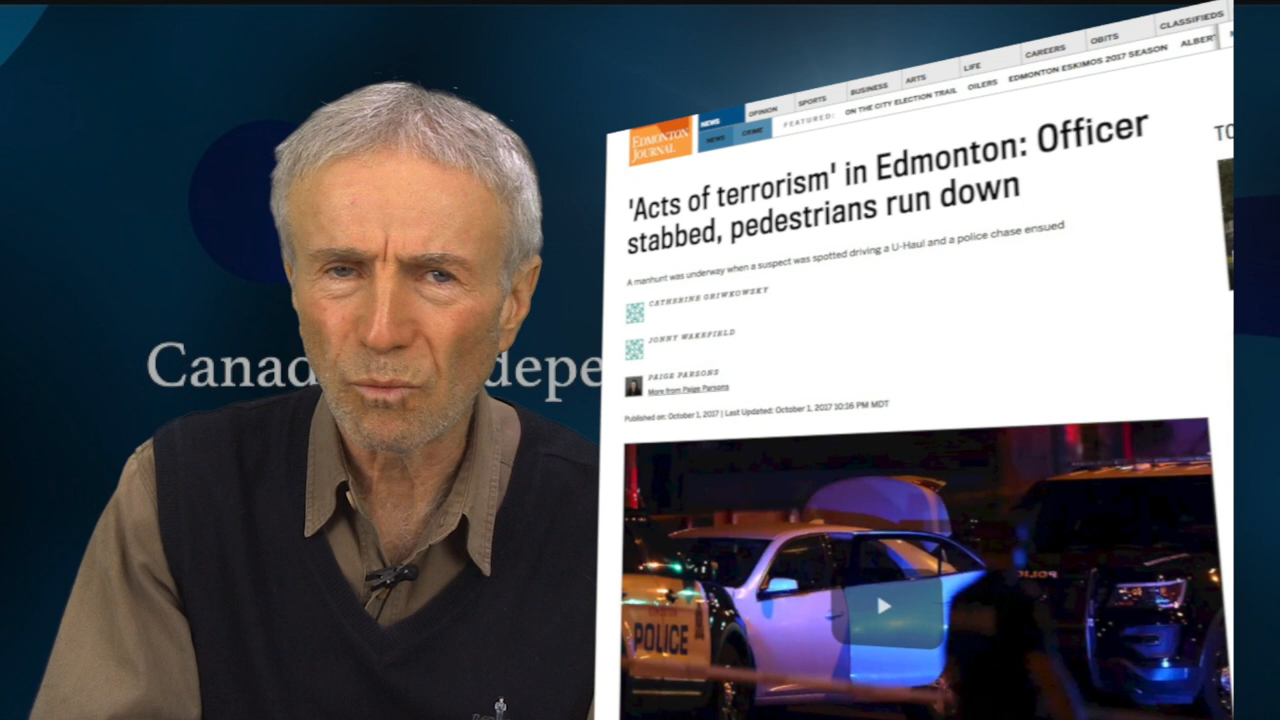 CLASSIFIEDS
OBITS
CAREERS
LIFE
ARTS
BUSINESS
SPORTS
OPINION
NEWS
EDMONTON JOURNAL
NEWS CRIME
FEATURED: ON THE CITY ELECTION TRAIL OILERS EDMONTON ESKIMOS 2017 SEASON ALBERT
TO
'Acts of terrorism' in Edmonton: Officer
stabbed, pedestrians run down
A manhunt was underway when a suspect was spotted driving a U-Haul and a police chase ensued
CATHERINE GRIWKOWSKY
JONNY WAKEFIELD
PAIGE PARSONS
More from Paige Parsons
Published on: October 1, 2017 | Last Updated: October 1, 2017 10:16 PM MDT
Canad depe
POLICE